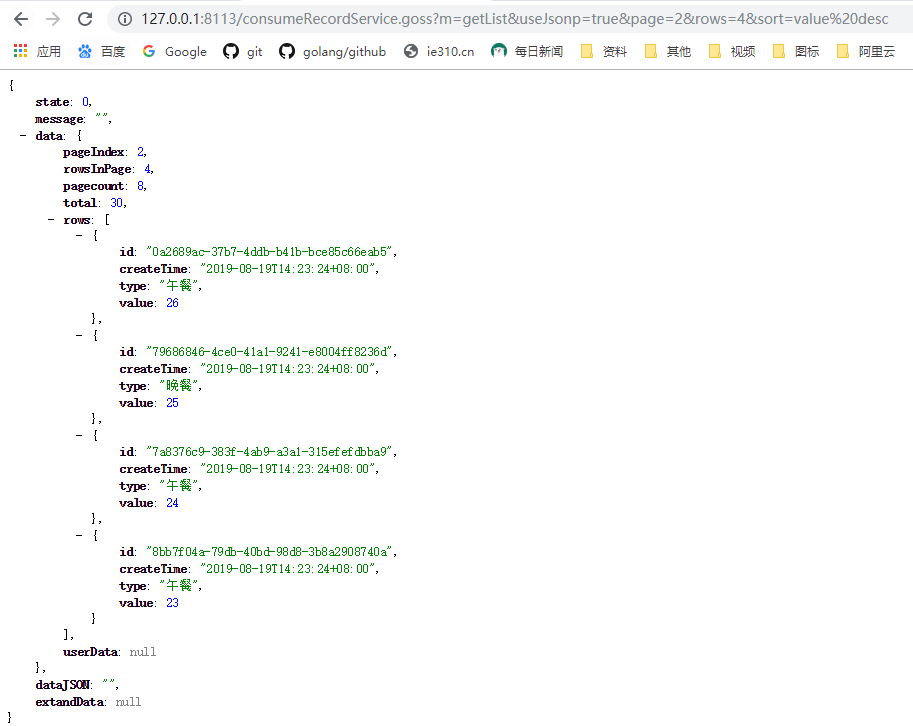 127.0.0.1:8113/consumeRecordService.goss?m=getList&useJsonp=true&page=2&rows=4&sort=value%20desc
应用 百度 Google git golang/github ie310.cn 每日新闻 资料 其他 视频 图标 阿里云
{
state: 0,
message: "",
- data: {
pageIndex: 2,
rowsInPage: 4,
pagecount: 8,
total: 30,
- rows: [
- {
id: "0a2689ac-37b7-4ddb-b41b-bce85c66eab5",
createTime: "2019-08-19T14:23:24+08:00",
type: "午餐",
value: 26
},
- {
id: "79686846-4ce0-41a1-9241-e8004ff8236d",
createTime: "2019-08-19T14:23:24+08:00",
type: "晚餐",
value: 25
},
- {
id: "7a8376c9-383f-4ab9-a3a1-315efefdbba9",
createTime: "2019-08-19T14:23:24+08:00",
type: "午餐",
value: 24
},
- {
id: "8bb7f04a-79db-40bd-98d8-3b8a2908740a",
createTime: "2019-08-19T14:23:24+08:00",
type: "午餐",
value: 23
}
],
userData: null
},
dataJSON: "",
extandData: null
}